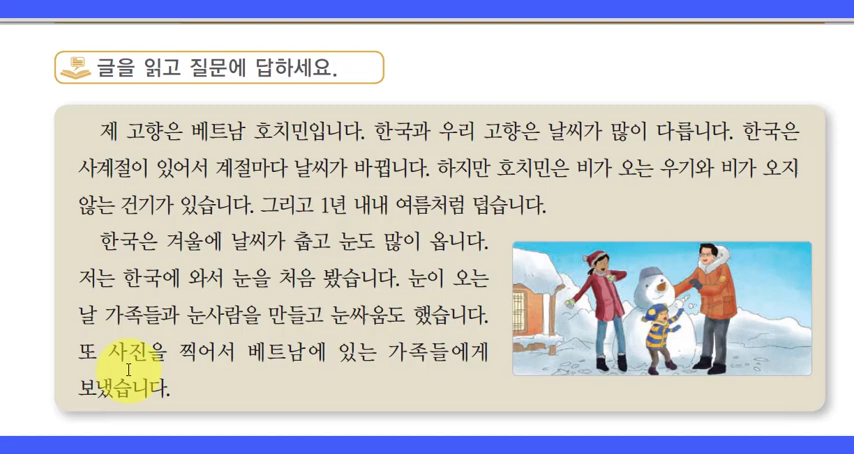 글을 읽고 질문에 답하세요.
제 고향은 베트남 호치민입니다. 한국과 우리 고향은 날씨가 많이 다릅니다. 한국은
사계절이 있어서 계절마다 날씨가 바뀝니다. 하지만 호치민은 비가 오는 우기와 비가 오지
않는 건기가 있습니다. 그리고 1년 내내 여름처럼 덥습니다.
한국은 겨울에 날씨가 춥고 눈도 많이 옵니다.
저는 한국에 와서 눈을 처음 봤습니다. 눈이 오는
날 가족들과 눈사람을 만들고 눈싸움도 했습니다.
또 사진을 찍어서 베트남에 있는 가족들에게
보냈습니다.